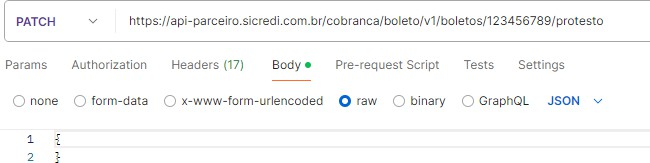 PATCH https://api-parceiro.sicredi.com.br/cobranca/boleto/v1/boletos/123456789/protesto
Params Authorization Headers (17) Body Pre-request Script Tests Settings
none form-data x-www-form-urlencoded raw binary GraphQL JSON
1 {
2 }